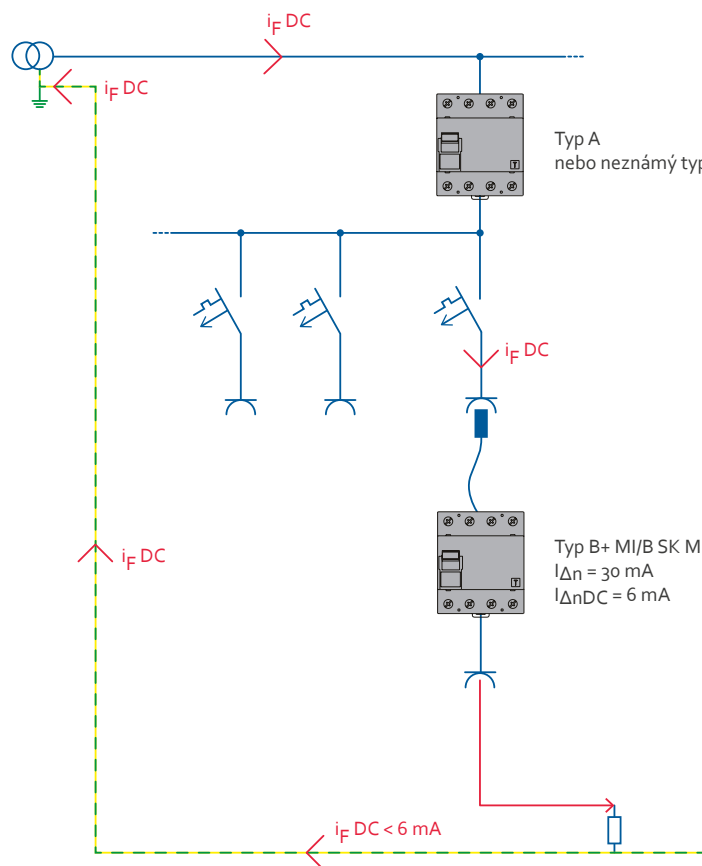 iF DC
iF DC
Typ A
nebo neznámý typ
iF DC
iF DC
Typ B+ MI/B SK M
IΔn = 30 mA
IΔnDC = 6 mA
iF DC < 6 mA